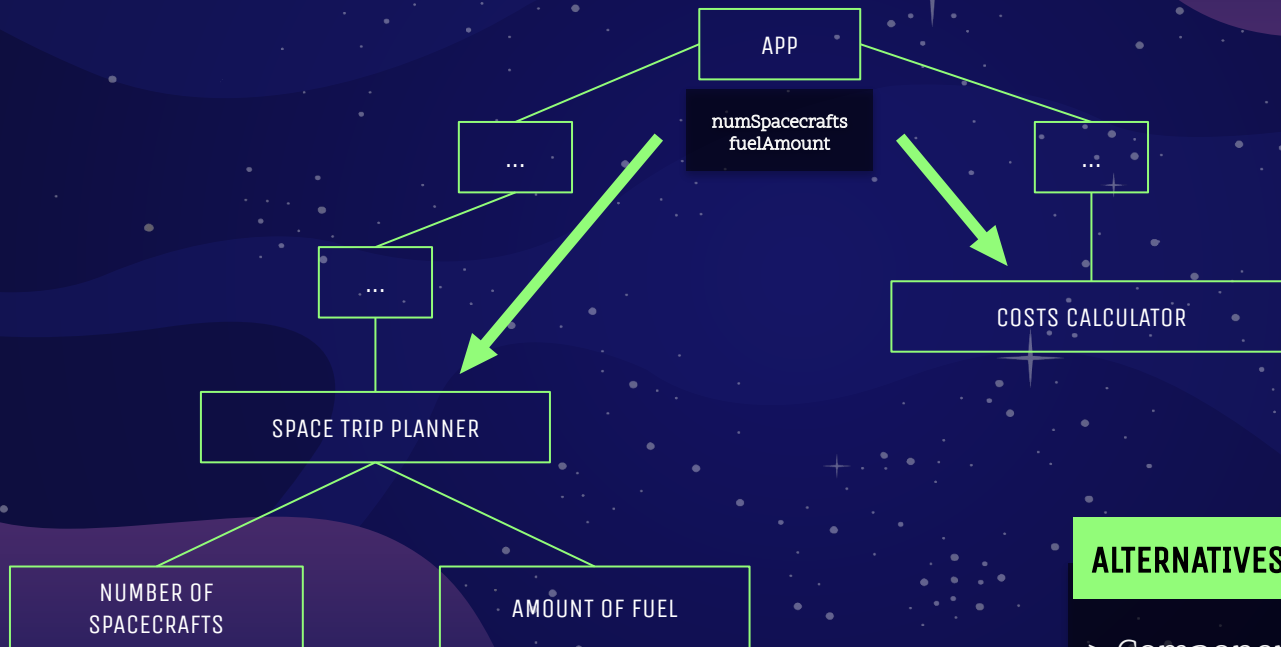 APP
numSpacecrafts
fuelAmount
...
...
...
COSTS CALCULATOR
SPACE TRIP PLANNER
NUMBER OF
SPACECRAFTS
AMOUNT OF FUEL
ALTERNATIVES